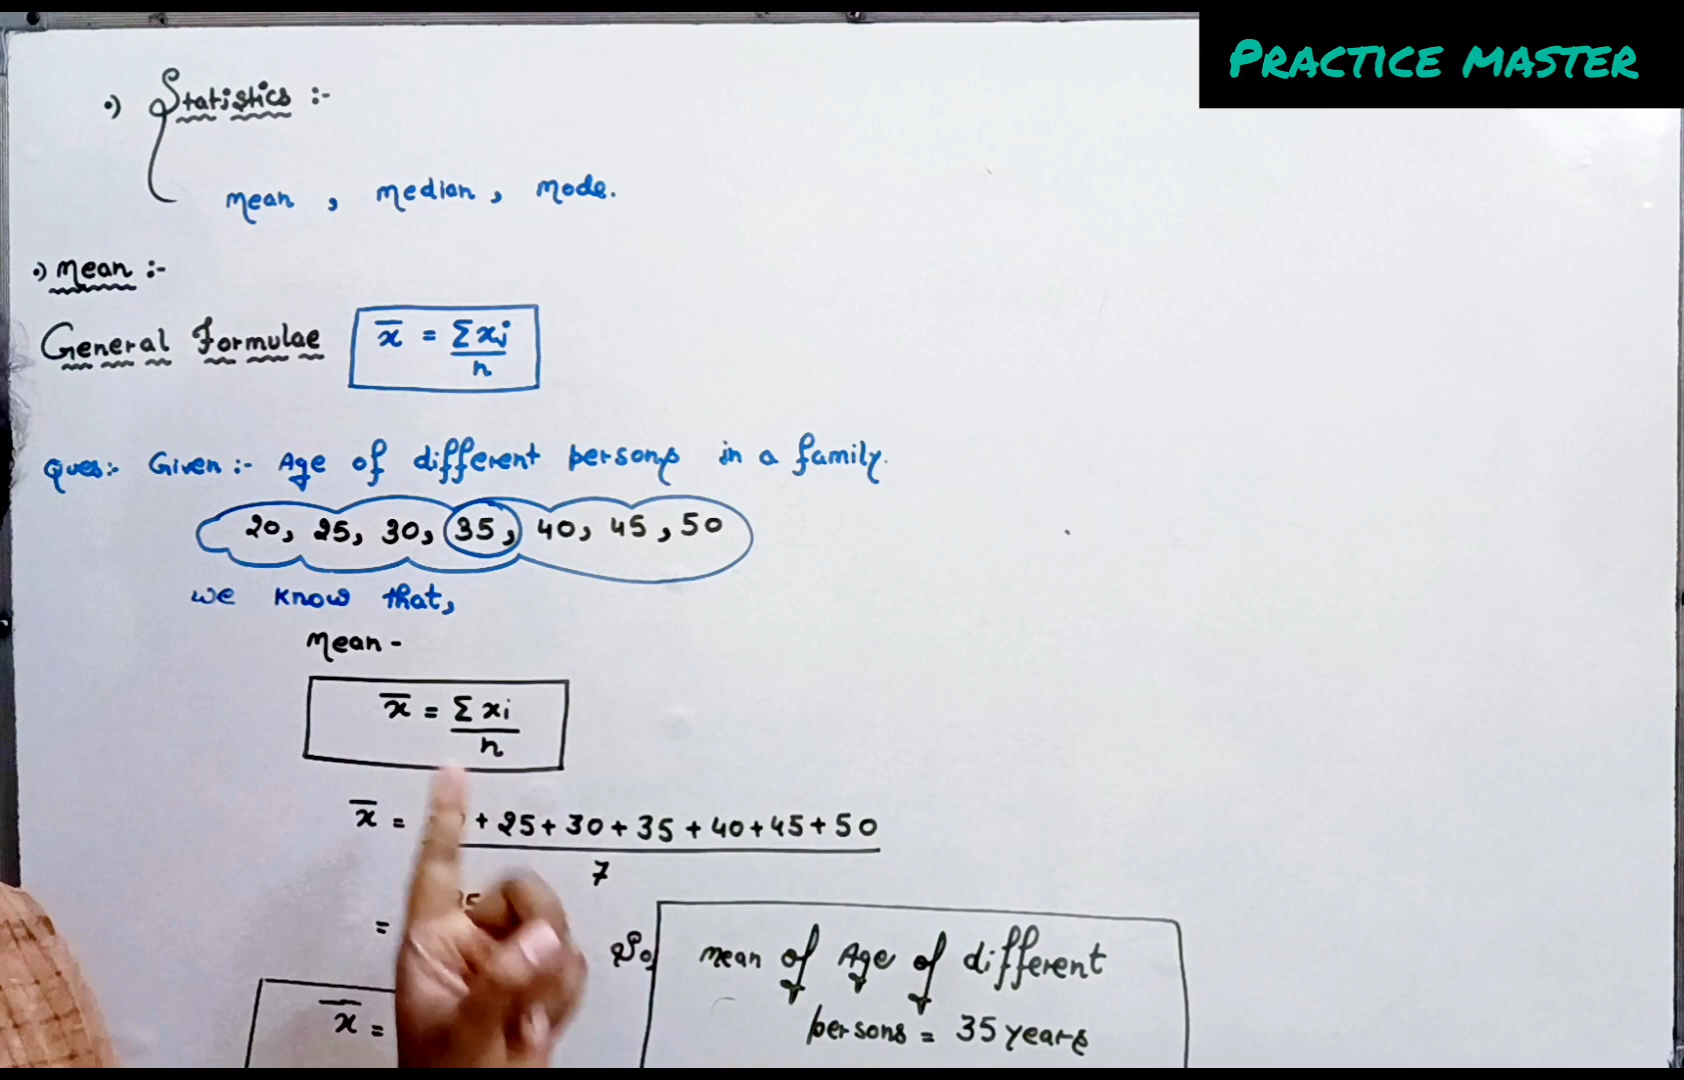 PRACTICE MASTER
•) Statistics :-
mean , median , mode.
•) mean :-
General Formulae x̄ = Σxi / n
Ques:- Given :- Age of different persons in a family.
20, 25, 30, 35, 40, 45, 50
we know that,
mean -
x̄ = Σxi / n
x̄ = + 25 + 30 + 35 + 40 + 45 + 50
7
=
x̄ =
So, mean of Age of different
persons = 35 years